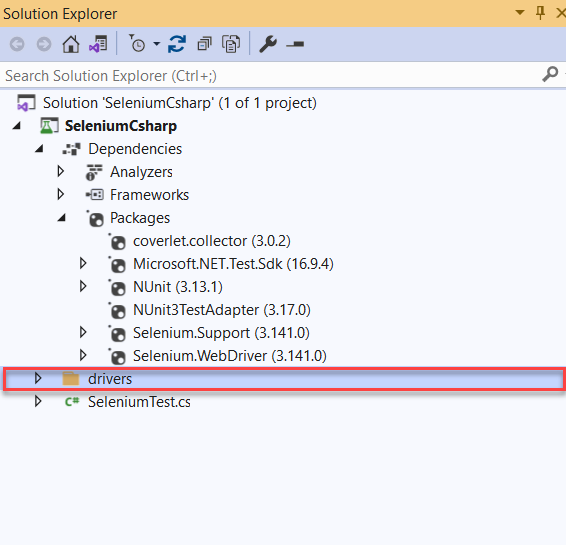 Solution Explorer
Search Solution Explorer (Ctrl+;)
Solution 'SeleniumCsharp' (1 of 1 project)
SeleniumCsharp
Dependencies
Analyzers
Frameworks
Packages
coverlet.collector (3.0.2)
Microsoft.NET.Test.Sdk (16.9.4)
NUnit (3.13.1)
NUnit3TestAdapter (3.17.0)
Selenium.Support (3.141.0)
Selenium.WebDriver (3.141.0)
drivers
C# SeleniumTest.cs